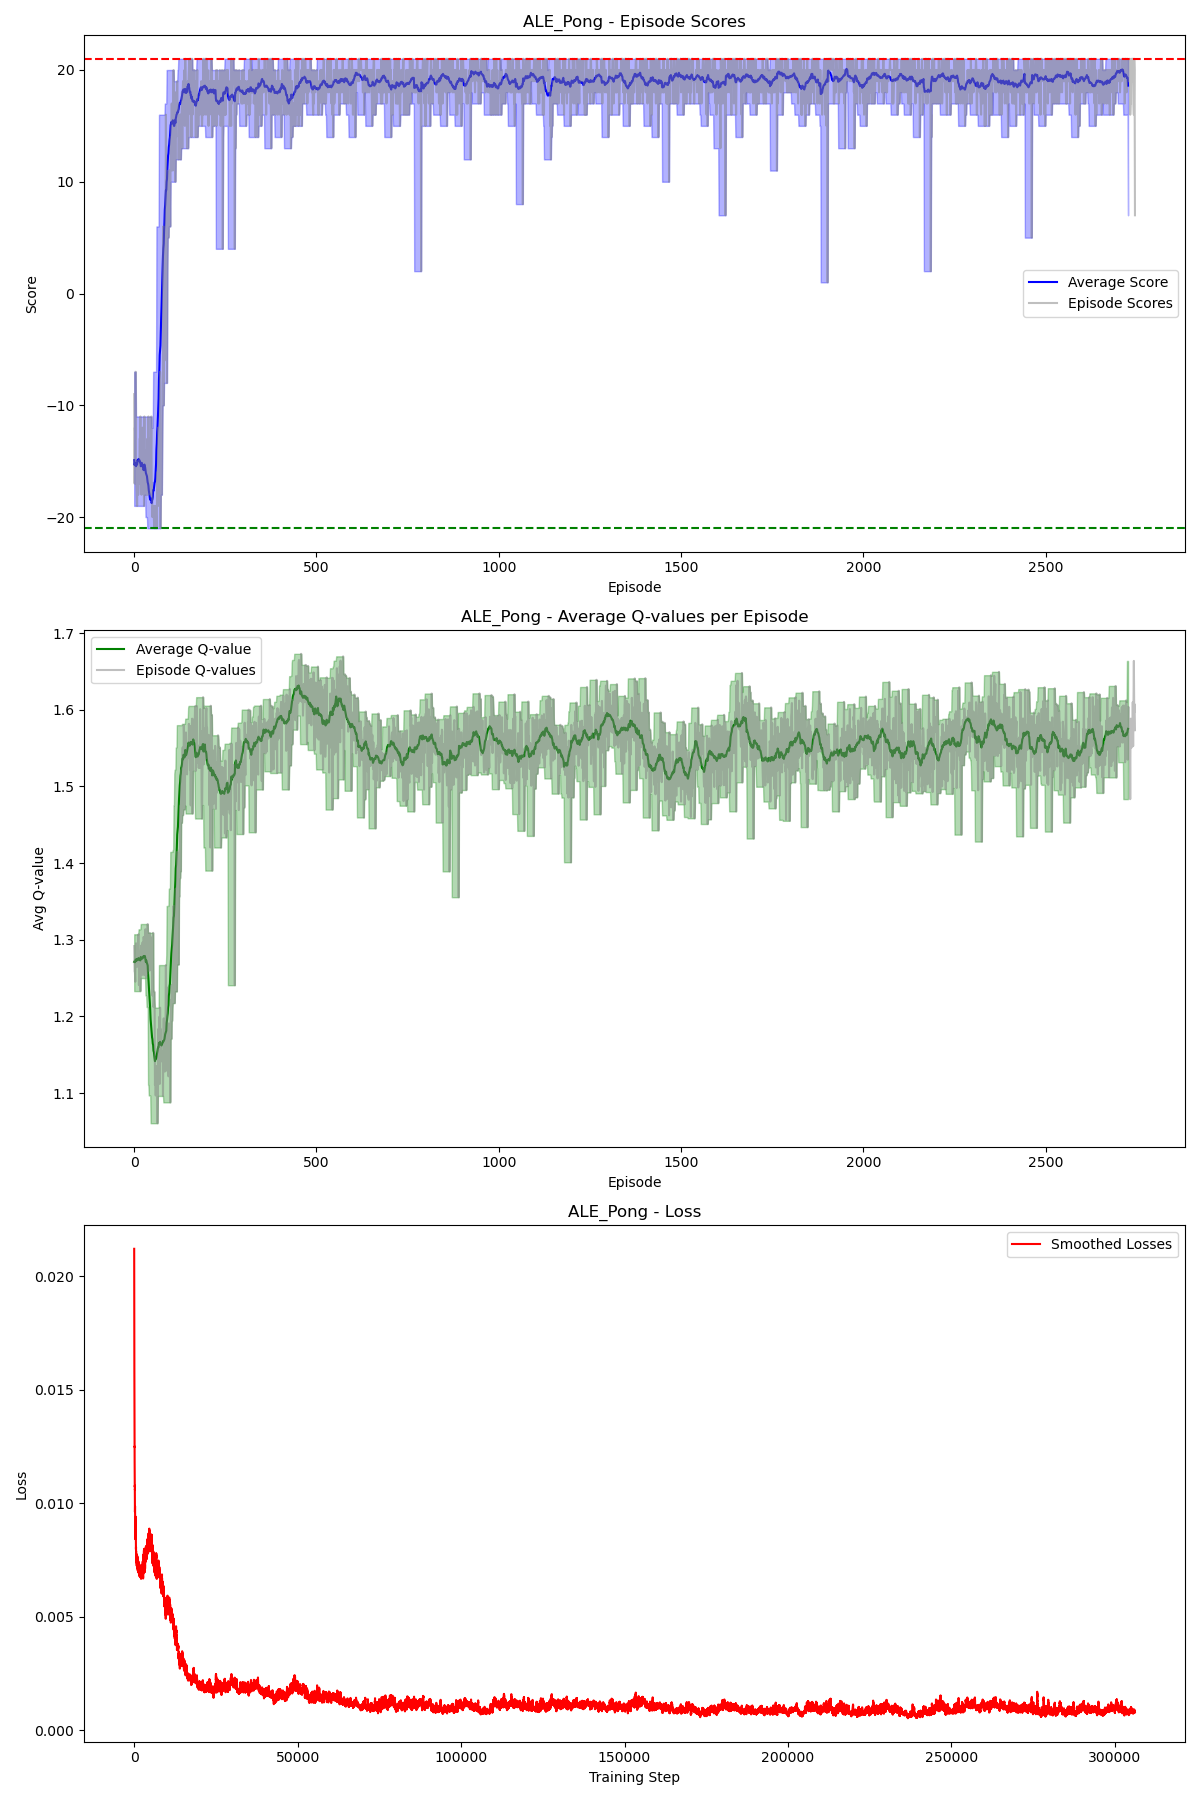 ALE_Pong - Episode Scores
20
10
0
−10
−20
Score
Average Score
Episode Scores
0 500 1000 1500 2000 2500
Episode
ALE_Pong - Average Q-values per Episode
1.7
1.6
1.5
1.4
1.3
1.2
1.1
Avg Q-value
Average Q-value
Episode Q-values
0 500 1000 1500 2000 2500
Episode
ALE_Pong - Loss
0.020
0.015
0.010
0.005
0.000
Loss
Smoothed Losses
0 50000 100000 150000 200000 250000 300000
Training Step